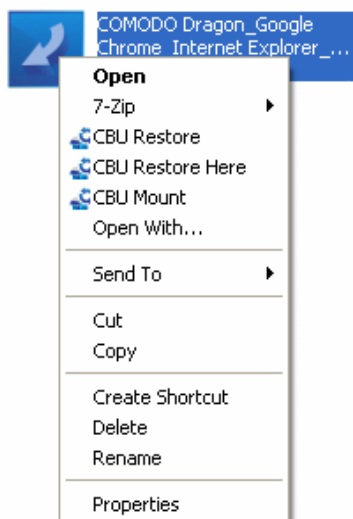 COMODO Dragon_Google
Chrome_Internet Explorer_...
Open
7-Zip
CBU Restore
CBU Restore Here
CBU Mount
Open With...
Send To
Cut
Copy
Create Shortcut
Delete
Rename
Properties